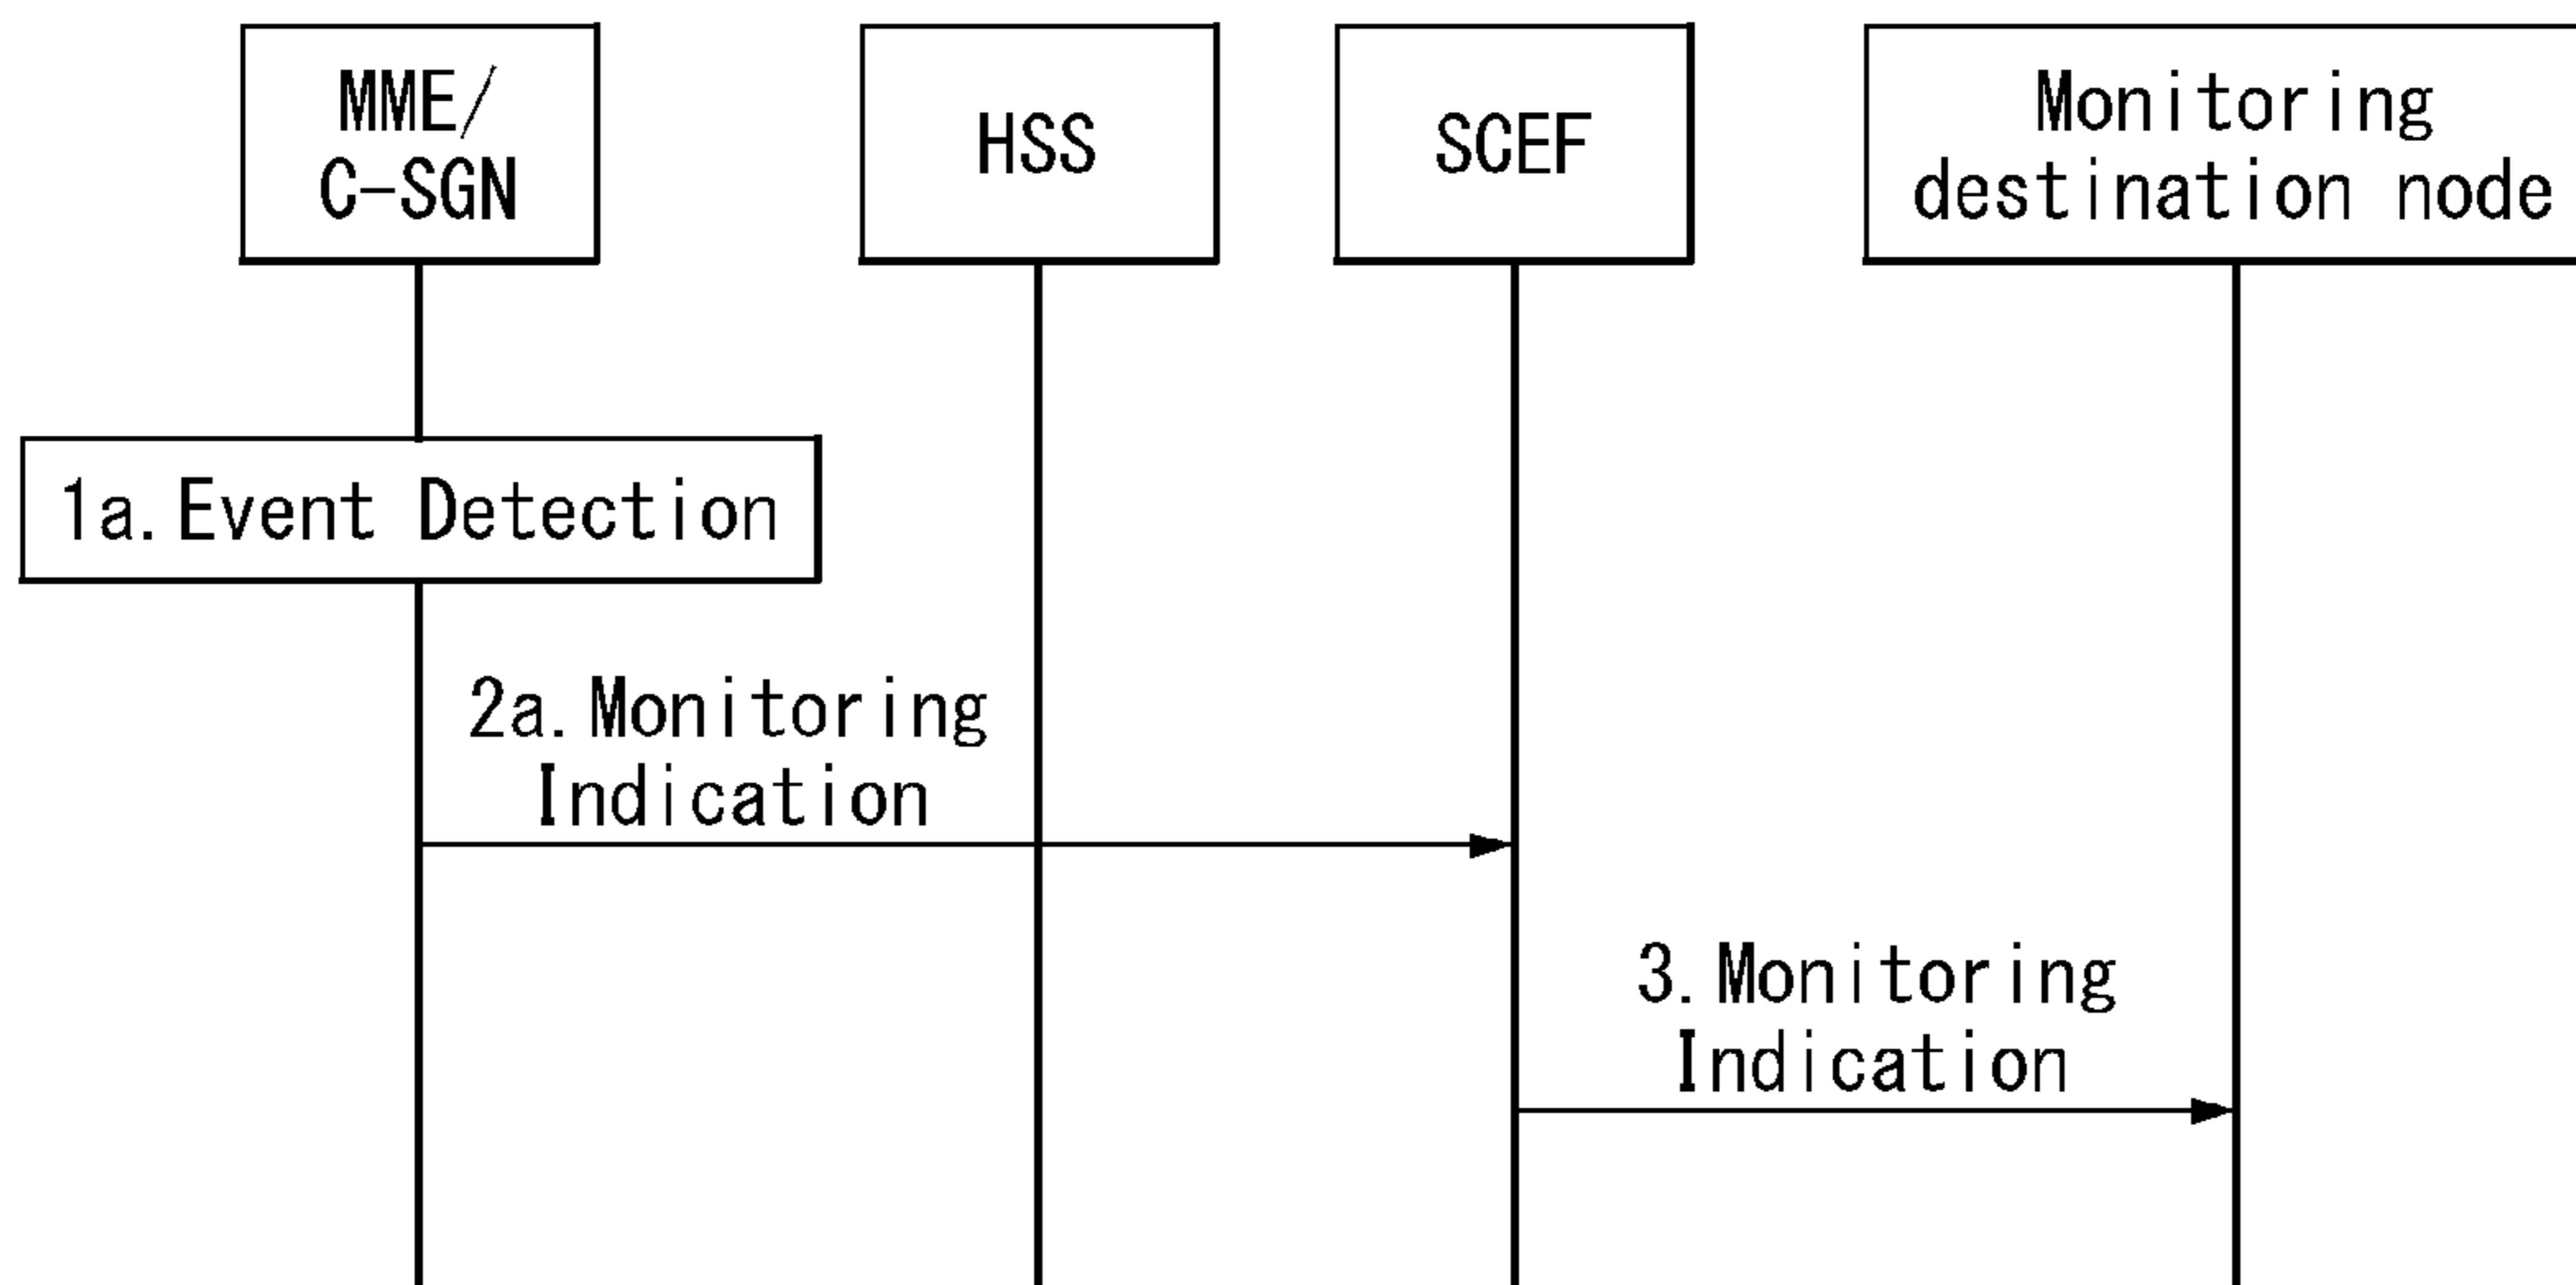 MME/
C-SGN
HSS
SCEF
Monitoring
destination node
1a. Event Detection
2a. Monitoring
Indication
3. Monitoring
Indication